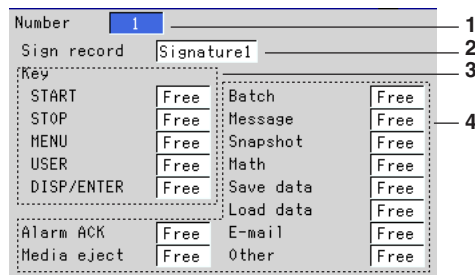 Number 1 1
Sign record Signature1 2
Key 3
START Free Batch Free
STOP Free Message Free 4
MENU Free Snapshot Free
USER Free Math Free
DISP/ENTER Free Save data Free
Load data Free
Alarm ACK Free E-mail Free
Media eject Free Other Free